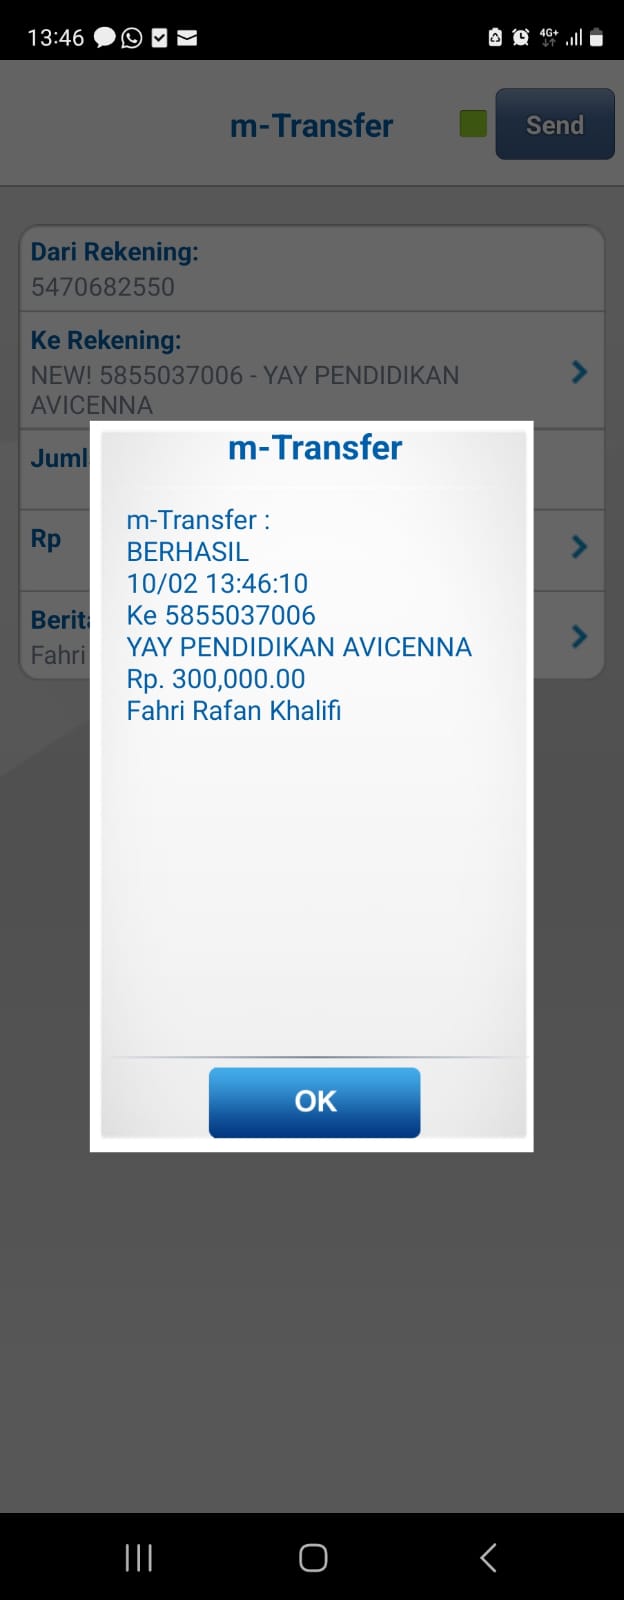 13:46
4G+
m-Transfer
Send
Dari Rekening:
5470682550
Ke Rekening:
NEW! 5855037006 - YAY PENDIDIKAN
AVICENNA
Juml
Rp
Berita
Fahri
m-Transfer
m-Transfer :
BERHASIL
10/02 13:46:10
Ke 5855037006
YAY PENDIDIKAN AVICENNA
Rp. 300,000.00
Fahri Rafan Khalifi
OK